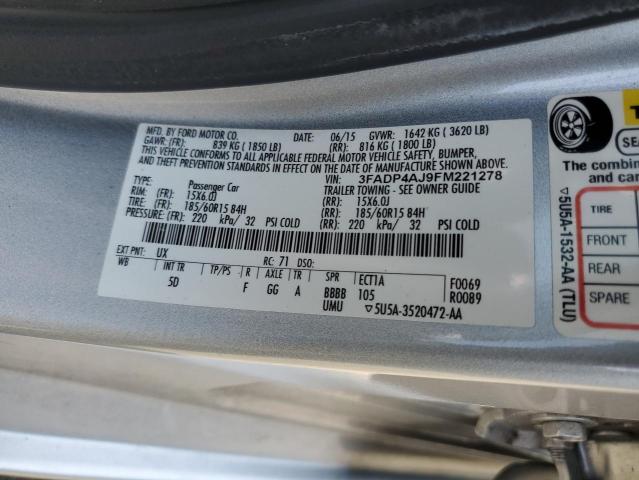 MFD. BY FORD MOTOR CO.
DATE: 06/15 GVWR: 1642 KG ( 3620 LB)
GAWR: (FR): 839 KG ( 1850 LB) (RR): 816 KG ( 1800 LB)
THIS VEHICLE CONFORMS TO ALL APPLICABLE FEDERAL MOTOR VEHICLE SAFETY, BUMPER,
AND THEFT PREVENTION STANDARDS IN EFFECT ON THE DATE OF MANUFACTURE SHOWN ABOVE.
VIN: 3FADP4AJ9FM221278
TYPE: Passenger Car TRAILER TOWING - SEE OWNER GUIDE
RIM: 15X6.0J (RR): 15X6.0J
TIRE: 185/60R15 84H (RR): 185/60R15 84H
PRESSURE: (FR) 220 kPa/ 32 PSI COLD (RR): 220 kPa/ 32 PSI COLD
EXT PNT: UX RC: 71 DSO:
WB INT TR TP/PS R AXLE TR SPR ECT1A F0069
5D F GG A BBBB 105 R0089
UMU ▽5U5A-3520472-AA
The combine
TIRE
FRONT
REAR
SPARE
▽5U5A-1532-AA (TLU)